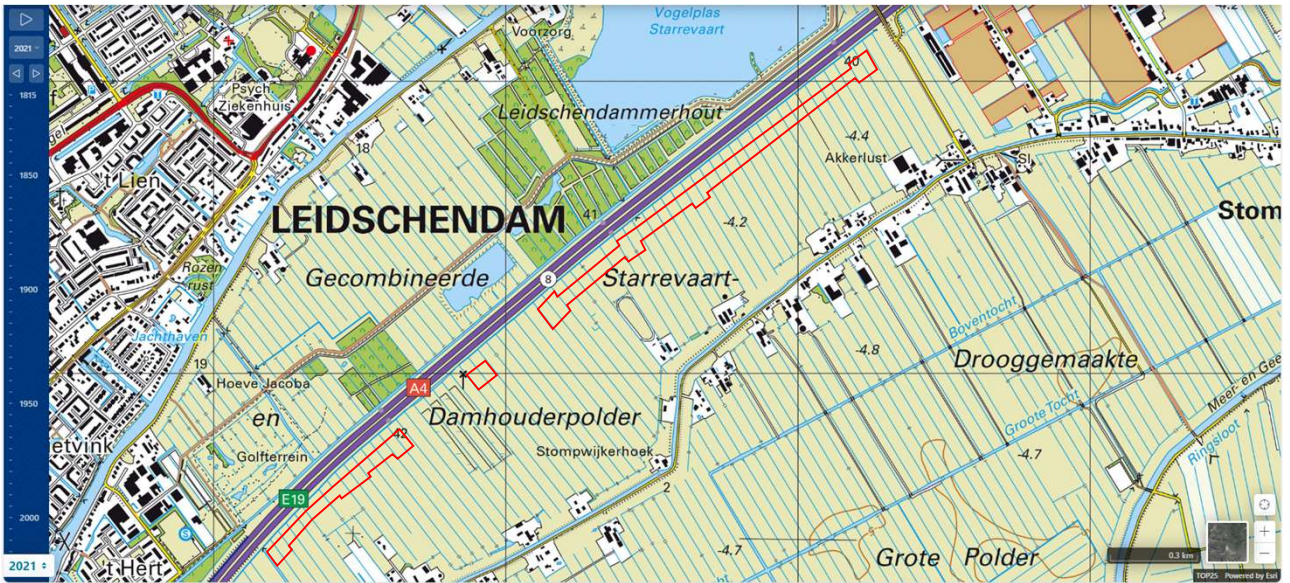 2021
1815
1850
1900
1950
2000
2021
Vogelplas
Starrevaart
Voorzorg
Psych.
Ziekenhuis
Leidschendammerhout
40
-4.4
Akkerlust
Sl
18
't Lien
LEIDSCHENDAM
41
-4.2
Stom
Rozen
rust
Gecombineerde
8
Starrevaart-
Jachthaven
Boventocht
-4.8
Drooggemaakte
19
Hoeve Jacoba
A4
en
Damhouderpolder
Groote Tocht
Meer- en Gee
etvink
42
Golfterrein
Stompwijkerhoek
-4.7
Ringsloot
2
E19
S
-4.7
Grote Polder
't Hert
0.3 km
TOP25 Powered by Esri